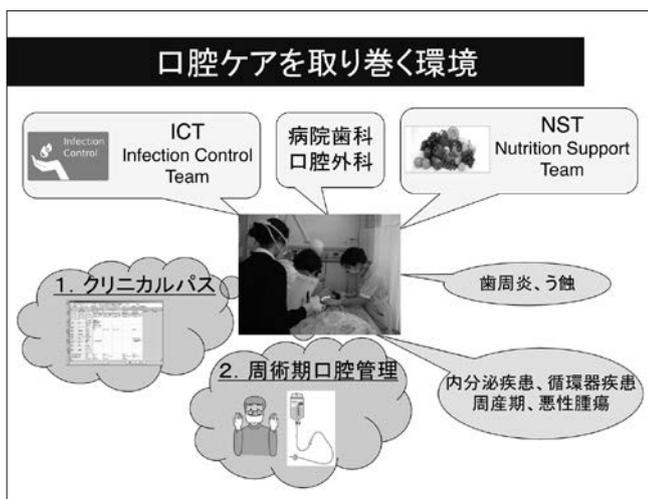 口腔ケアを取り巻く環境
Infection
Control
ICT
Infection Control
Team
病院歯科
口腔外科
NST
Nutrition Support
Team
1. クリニカルパス
歯周炎、う蝕
2. 周術期口腔管理
内分泌疾患、循環器疾患
周産期、悪性腫瘍